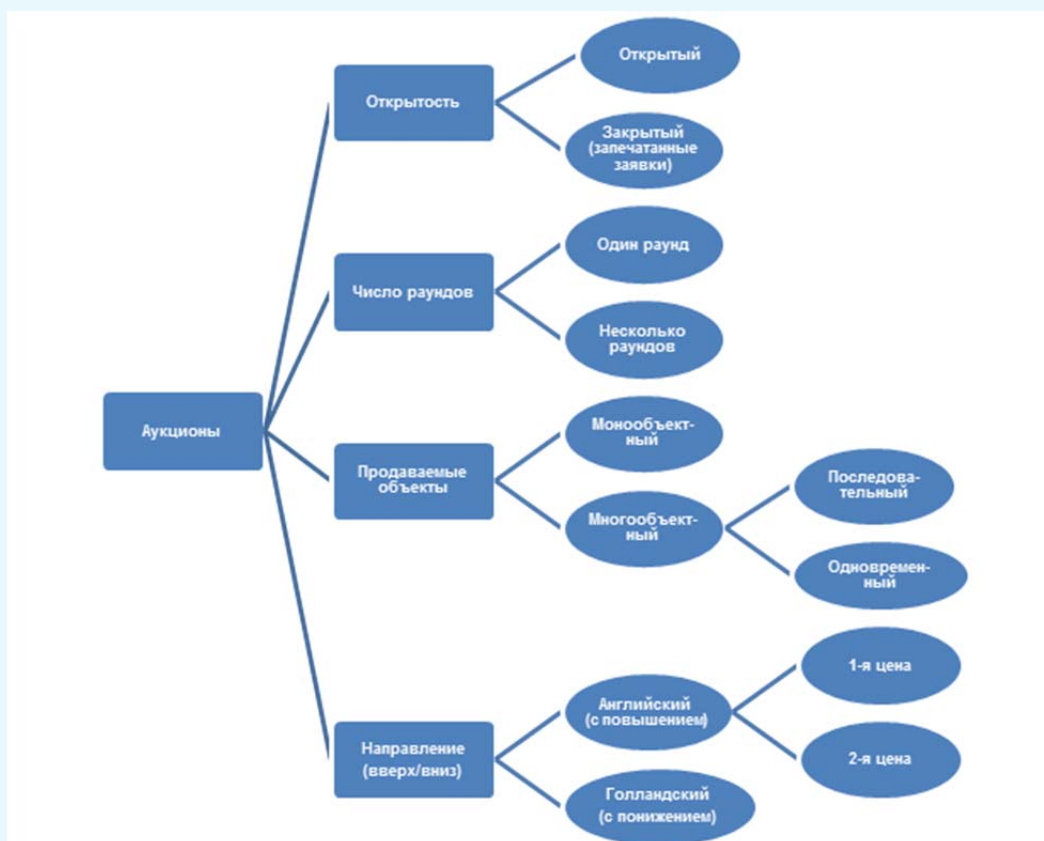 Открытый
Открытость
Закрытый
(запечатанные
заявки)
Один раунд
Число раундов
Несколько
раундов
Аукционы
Монообъект-
ный
Продаваемые
объекты
Многообъект-
ный
Последова-
тельный
Одновремен-
ный
1-я цена
Английский
(с повышением)
Направление
(вверх/вниз)
2-я цена
Голландский
(с понижением)